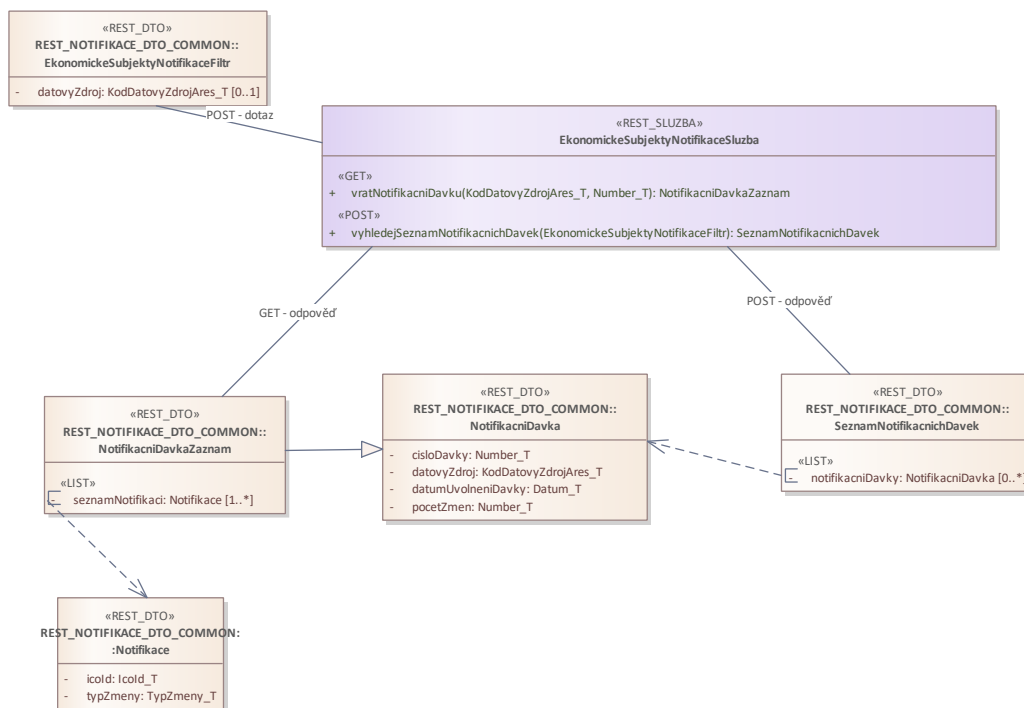 «REST_DTO»
REST_NOTIFIKACE_DTO_COMMON::
EkonomickeSubjektyNotifikaceFiltr
- datovyZdroj: KodDatovyZdrojAres_T [0..1]
POST - dotaz
«REST_SLUZBA»
EkonomickeSubjektyNotifikaceSluzba
«GET»
+ vratNotifikacniDavku(KodDatovyZdrojAres_T, Number_T): NotifikacniDavkaZaznam
«POST»
+ vyhledejSeznamNotifikacnichDavek(EkonomickeSubjektyNotifikaceFiltr): SeznamNotifikacnichDavek
GET - odpověď
POST - odpověď
«REST_DTO»
REST_NOTIFIKACE_DTO_COMMON::
NotifikacniDavkaZaznam
«LIST»
- seznamNotifikaci: Notifikace [1..*]
«REST_DTO»
REST_NOTIFIKACE_DTO_COMMON::
NotifikacniDavka
- cisloDavky: Number_T
- datovyZdroj: KodDatovyZdrojAres_T
- datumUvolneniDavky: Datum_T
- pocetZmen: Number_T
«REST_DTO»
REST_NOTIFIKACE_DTO_COMMON::
SeznamNotifikacnichDavek
«LIST»
- notifikacniDavky: NotifikacniDavka [0..*]
«REST_DTO»
REST_NOTIFIKACE_DTO_COMMON:
:Notifikace
- icoId: IcoId_T
- typZmeny: TypZmeny_T